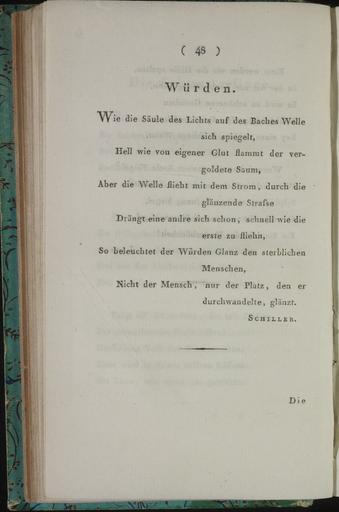 ( 48 )
Würden.
Wie die Säule des Lichts auf des Baches Welle
sich spiegelt,
Hell wie von eigener Glut flammt der ver-
goldete Saum,
Aber die Welle flieht mit dem Strom, durch die
glänzende Straſse
Drängt eine andre sich schon, schnell wie die
erste zu fliehn,
So beleuchtet der Würden Glanz den sterblichen
Menschen,
Nicht der Mensch, nur der Platz, den er
durchwandelte, glänzt.
SCHILLER.
Die